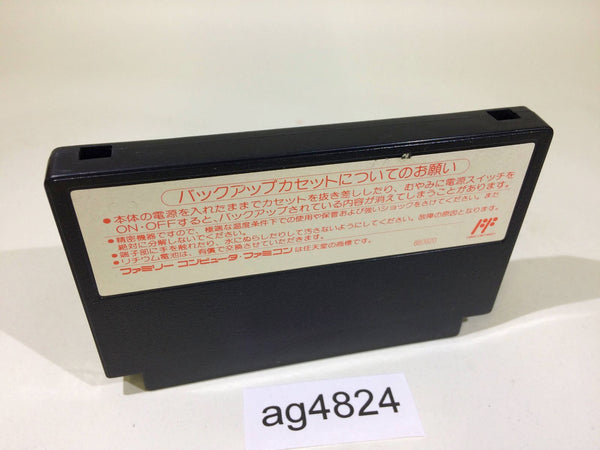 バックアップカセットについてのお願い
●本体の電源を入れたままでカセットを抜き差ししたり、むやみに電源スイッチを
ON・OFFすると、バックアップされている内容が消えてしまうことがあります。
●精密機器ですので、極端な温度条件下での使用や保管および強いショックをさけてください。また
絶対に分解しないでください。
●端子部に手を触れたり、水にぬらしたりして汚さないようにしてください。故障の原因となります。
●リチウム電池は、有償で交換させていただきます。
ファミリー コンピュータ・ファミコンは任天堂の商標です。
ag4824